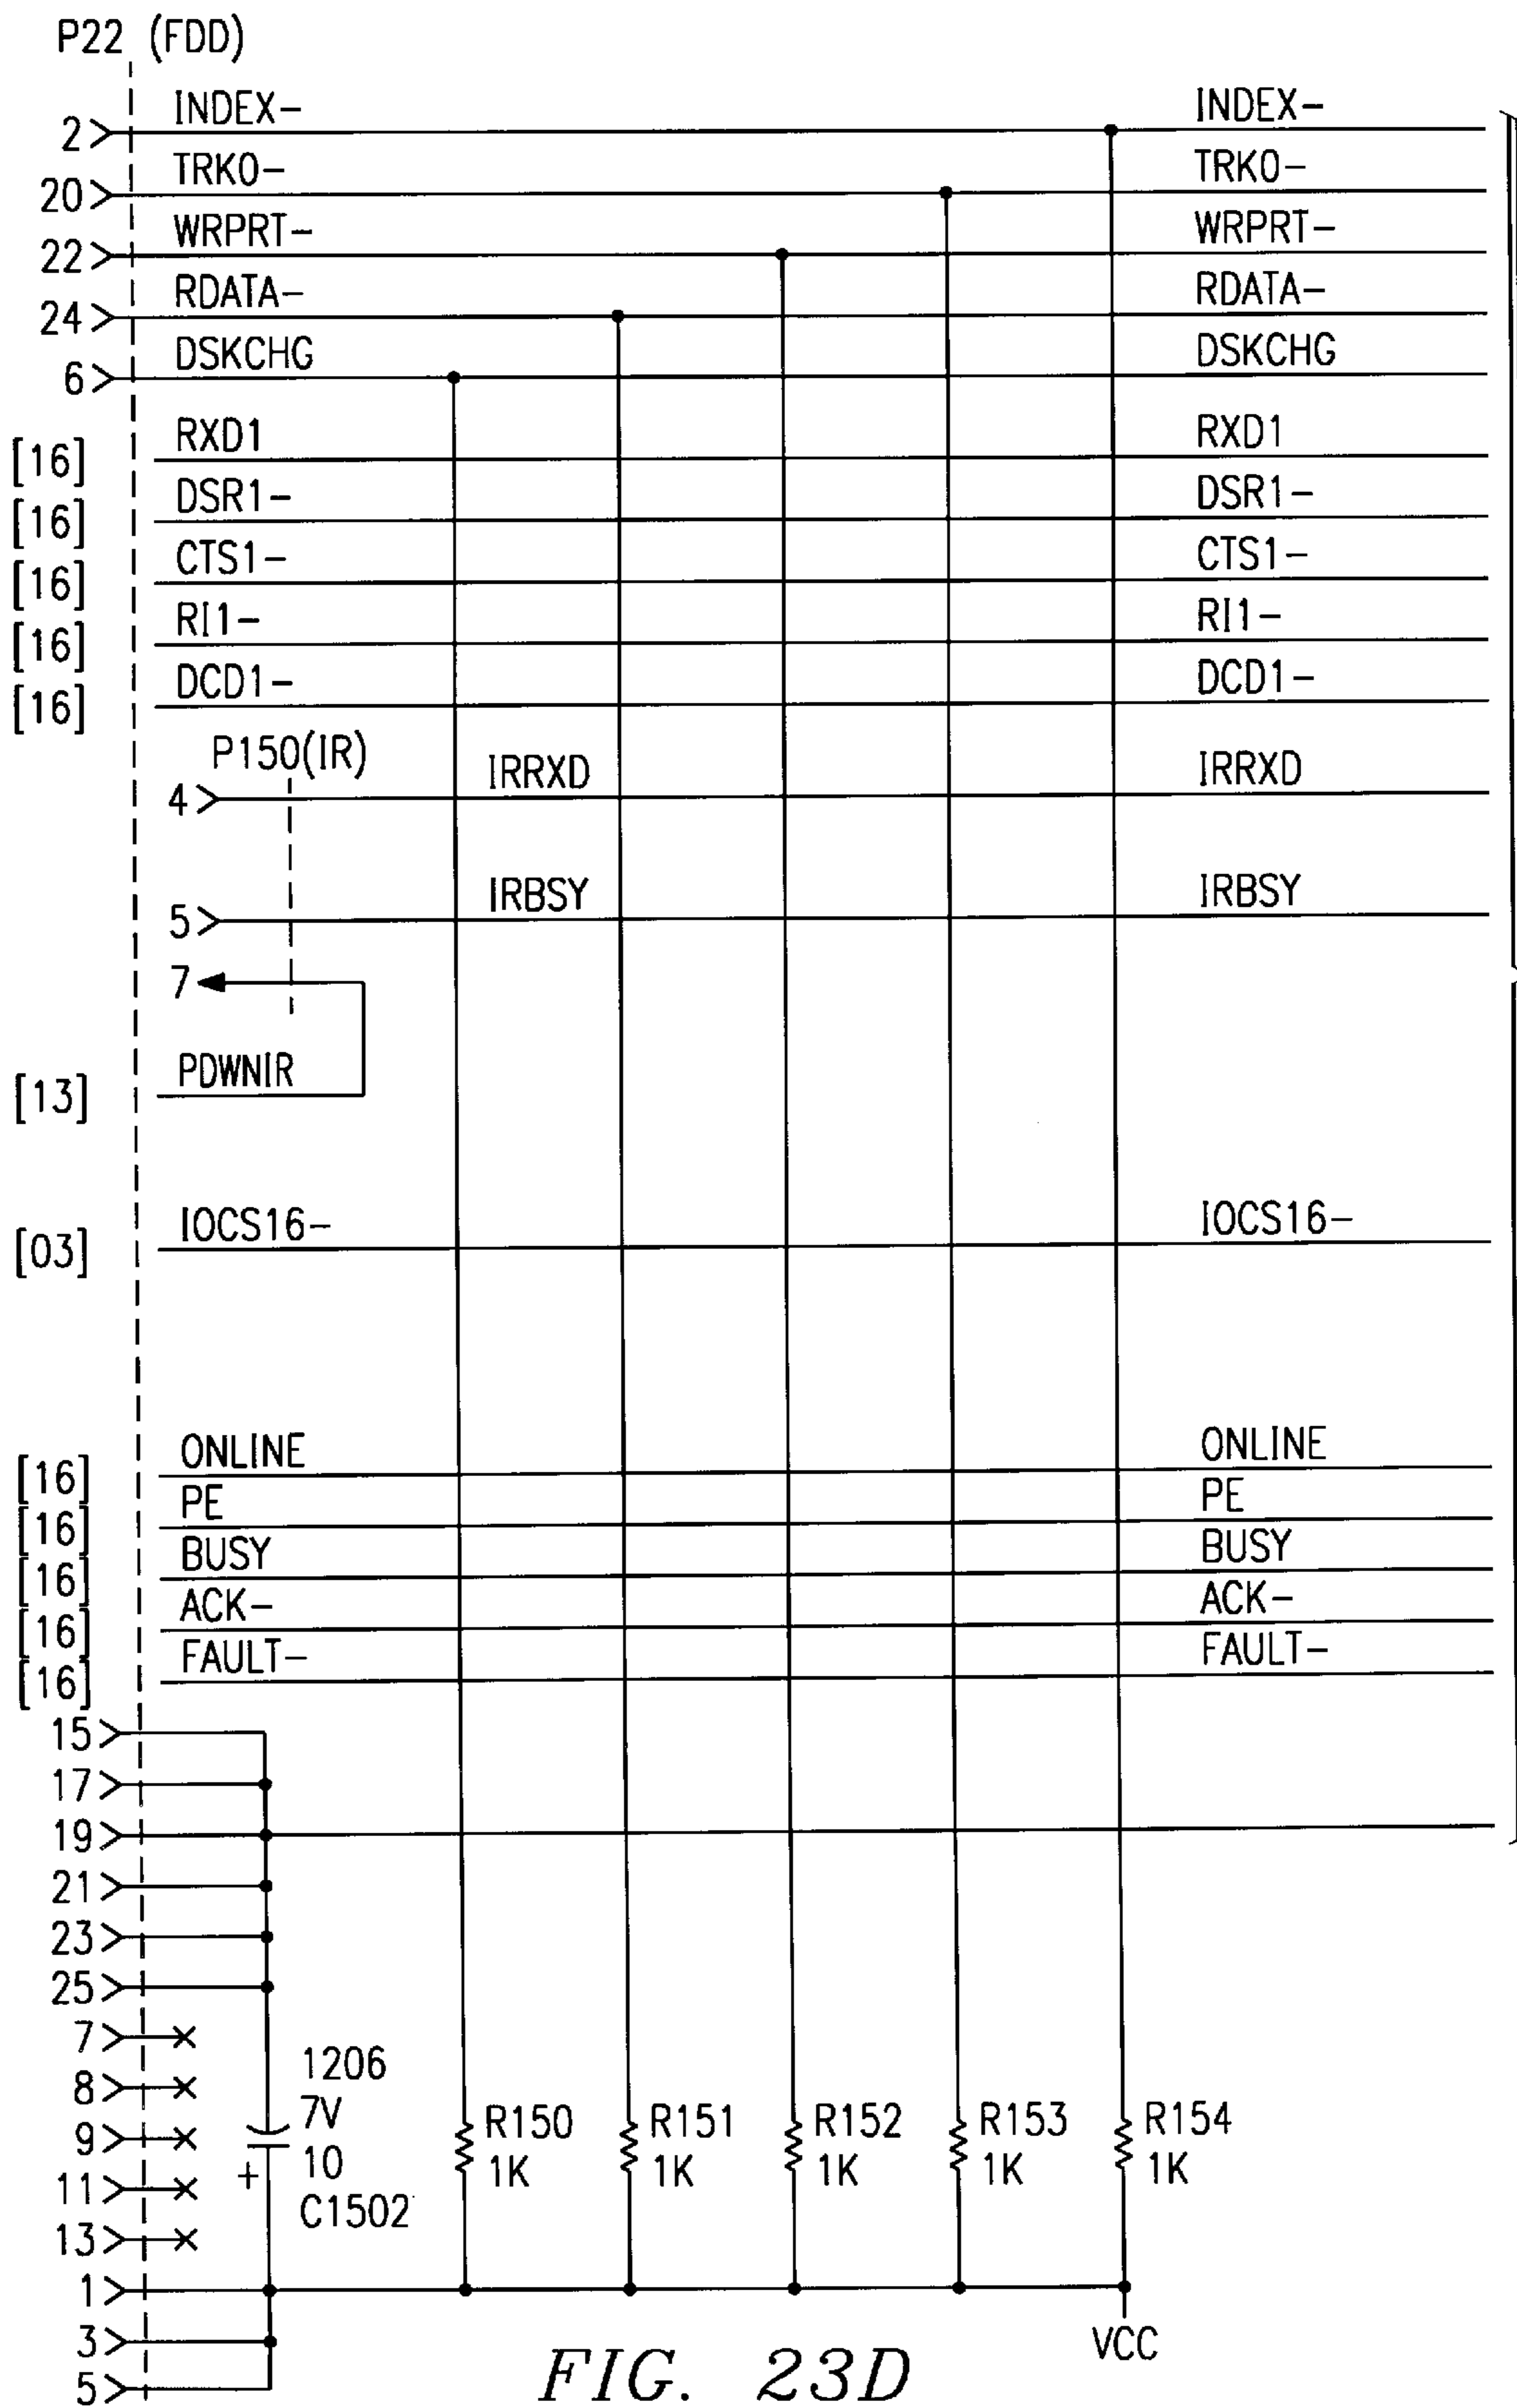 P22 (FDD)
2 INDEX- INDEX-
20 TRK0- TRK0-
22 WRPRT- WRPRT-
24 RDATA- RDATA-
6 DSKCHG DSKCHG
[16] RXD1 RXD1
[16] DSR1- DSR1-
[16] CTS1- CTS1-
[16] RI1- RI1-
[16] DCD1- DCD1-
P150(IR)
4 IRRXD IRRXD
5 IRBSY IRBSY
7
[13] PDWNIR
[03] IOCS16- IOCS16-
[16] ONLINE ONLINE
[16] PE PE
[16] BUSY BUSY
[16] ACK- ACK-
[16] FAULT- FAULT-
15
17
19
21
23
25
7
8
9
11
13
1
3
5
1206
7V
10
+
C1502
R150
1K
R151
1K
R152
1K
R153
1K
R154
1K
VCC
FIG. 23D